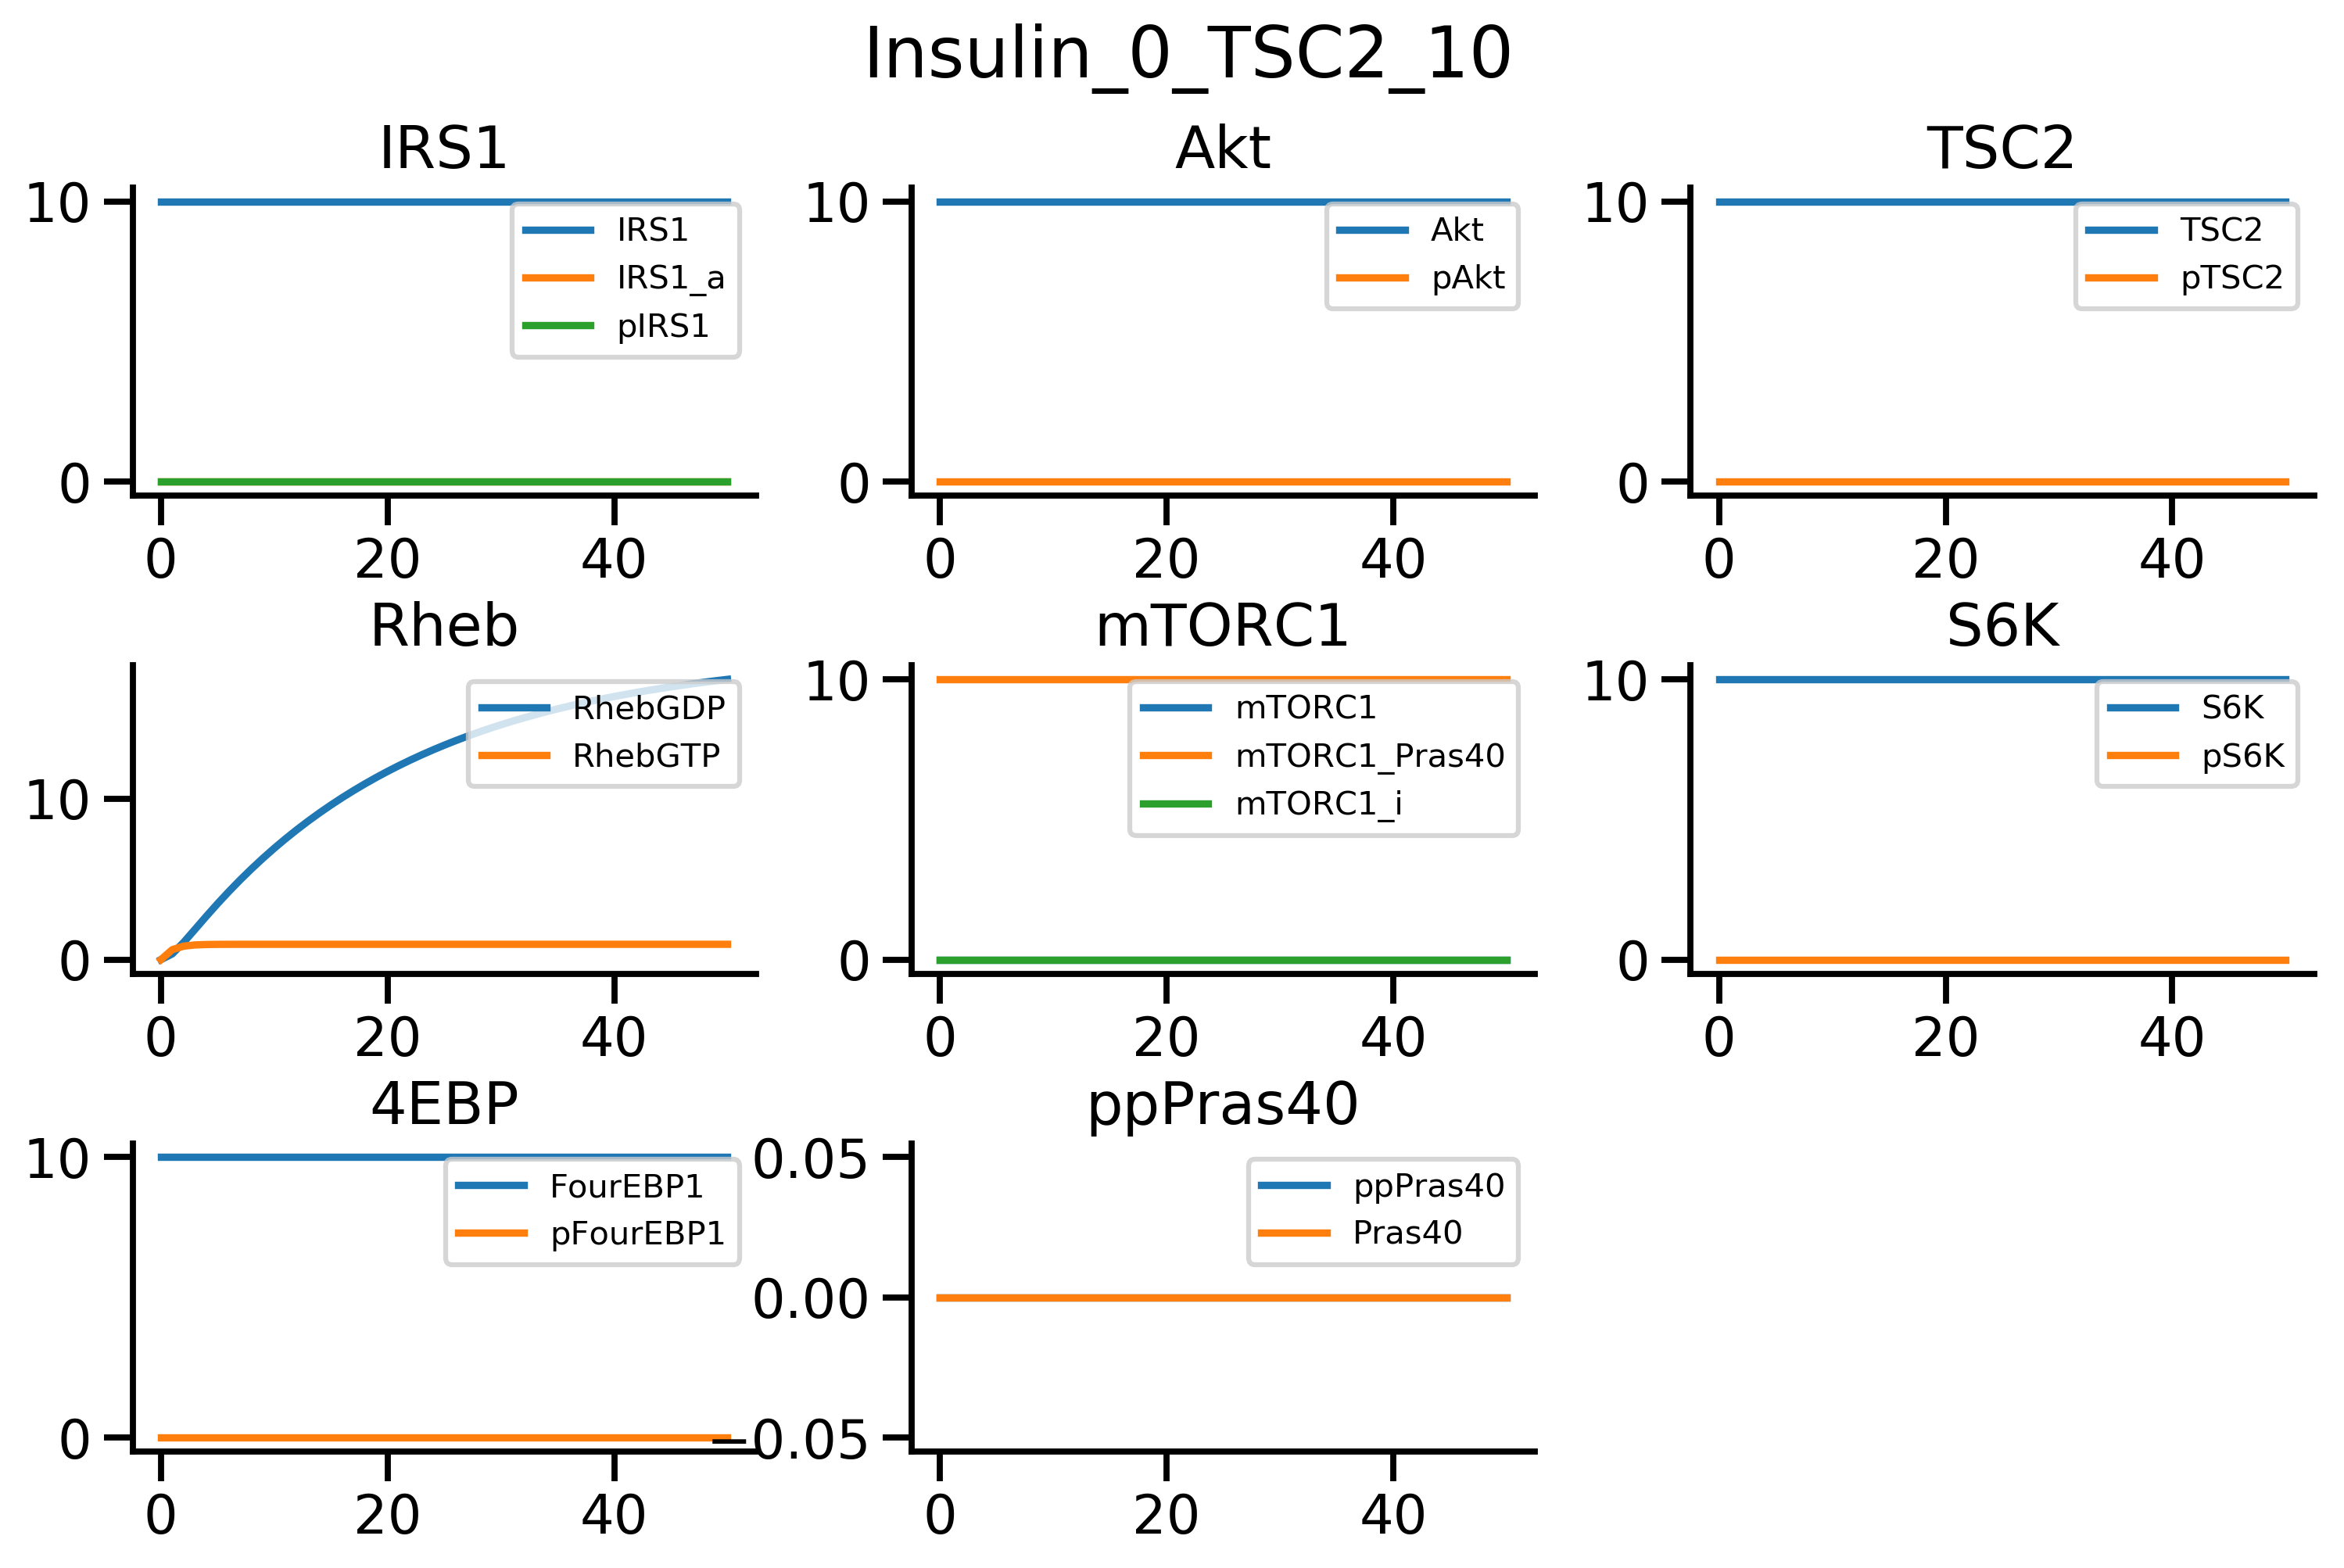 Insulin_0_TSC2_10
IRS1
10
0
0 20 40
IRS1
IRS1_a
pIRS1
Akt
10
0
0 20 40
Akt
pAkt
TSC2
10
0
0 20 40
TSC2
pTSC2
Rheb
10
0
0 20 40
RhebGDP
RhebGTP
mTORC1
10
0
0 20 40
mTORC1
mTORC1_Pras40
mTORC1_i
S6K
10
0
0 20 40
S6K
pS6K
4EBP
10
0
0 20 40
FourEBP1
pFourEBP1
ppPras40
0.05
0.00
−0.05
0 20 40
ppPras40
Pras40